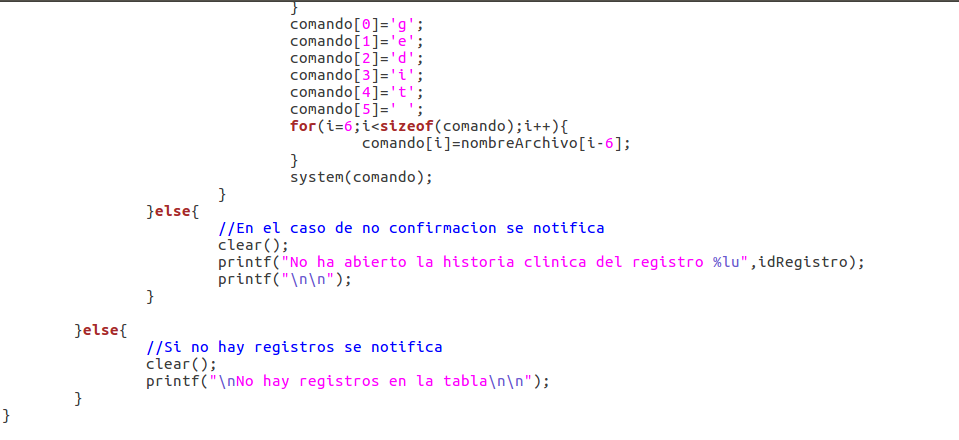 }
comando[0]='g';
comando[1]='e';
comando[2]='d';
comando[3]='i';
comando[4]='t';
comando[5]=' ';
for(i=6;i<sizeof(comando);i++){
comando[i]=nombreArchivo[i-6];
}
system(comando);
}
}else{
//En el caso de no confirmacion se notifica
clear();
printf("No ha abierto la historia clinica del registro %lu",idRegistro);
printf("\n\n");
}
}else{
//Si no hay registros se notifica
clear();
printf("\nNo hay registros en la tabla\n\n");
}
}